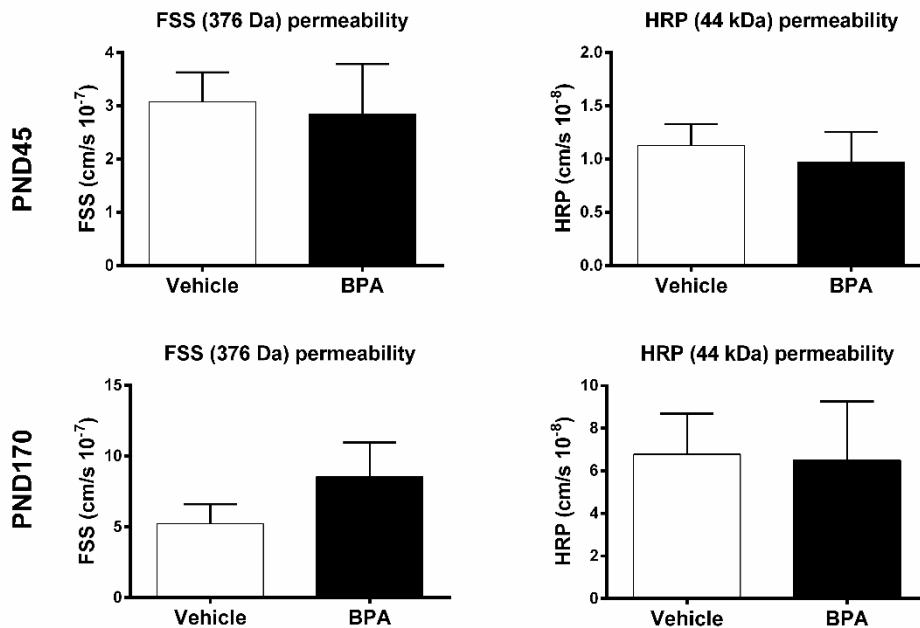 FSS (376 Da) permeability
HRP (44 kDa) permeability
PND45
FSS (cm/s 10⁻⁷)
4
3
2
1
0
Vehicle
BPA
HRP (cm/s 10⁻⁸)
2.0
1.5
1.0
0.5
0.0
Vehicle
BPA
FSS (376 Da) permeability
HRP (44 kDa) permeability
PND170
FSS (cm/s 10⁻⁷)
15
10
5
0
Vehicle
BPA
HRP (cm/s 10⁻⁸)
10
8
6
4
2
0
Vehicle
BPA